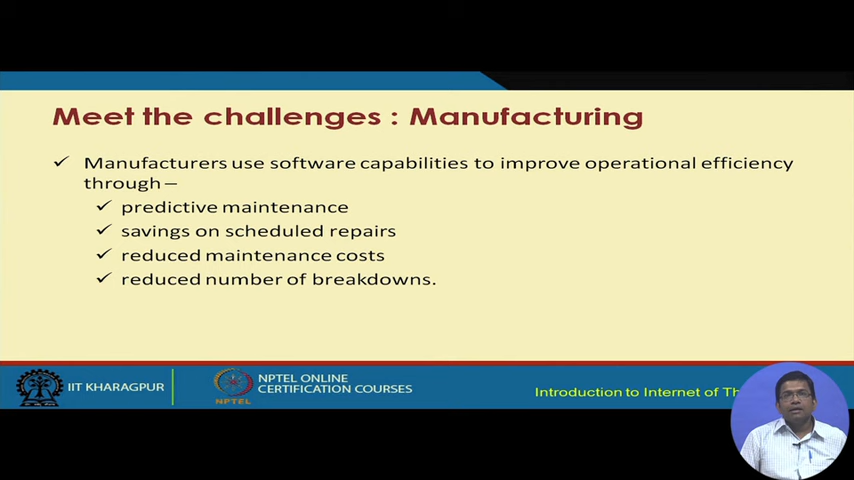 Meet the challenges : Manufacturing
✓ Manufacturers use software capabilities to improve operational efficiency
through –
✓ predictive maintenance
✓ savings on scheduled repairs
✓ reduced maintenance costs
✓ reduced number of breakdowns.
IIT KHARAGPUR
NPTEL
NPTEL ONLINE
CERTIFICATION COURSES
Introduction to Internet of